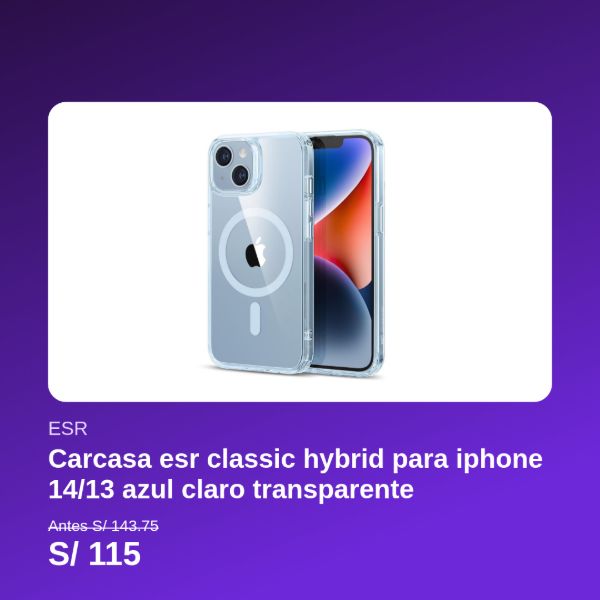 ESR
Carcasa esr classic hybrid para iphone
14/13 azul claro transparente
Antes S/ 143.75
S/ 115